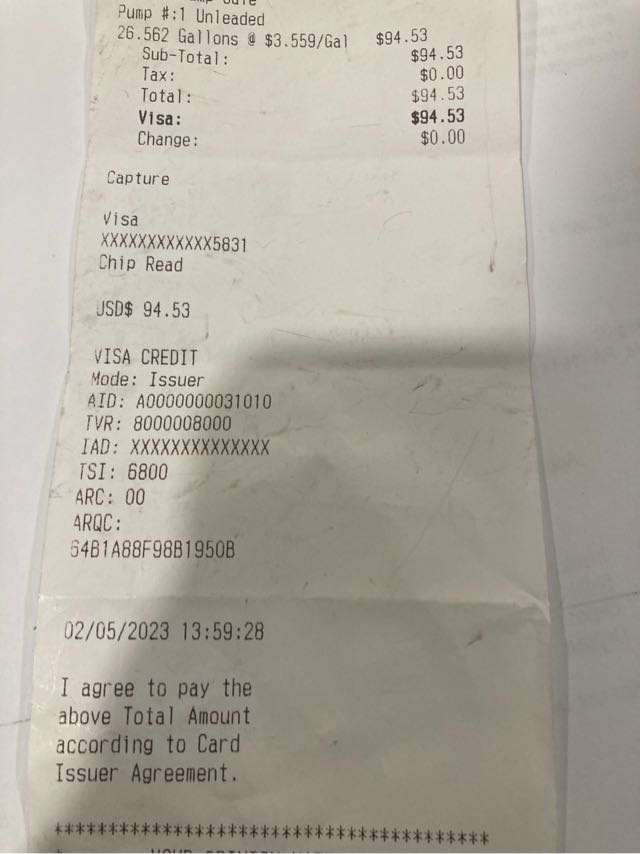 Pump #:1 Unleaded
26.562 Gallons @ $3.559/Gal $94.53
Sub-Total: $94.53
Tax: $0.00
Total: $94.53
Visa: $94.53
Change: $0.00
Capture
Visa
XXXXXXXXXXXX5831
Chip Read
USD$ 94.53
VISA CREDIT
Mode: Issuer
AID: A0000000031010
TVR: 8000008000
IAD: XXXXXXXXXXXXXX
TSI: 6800
ARC: 00
ARQC:
64B1A88F98B1950B
02/05/2023 13:59:28
I agree to pay the
above Total Amount
according to Card
Issuer Agreement.
****************************************